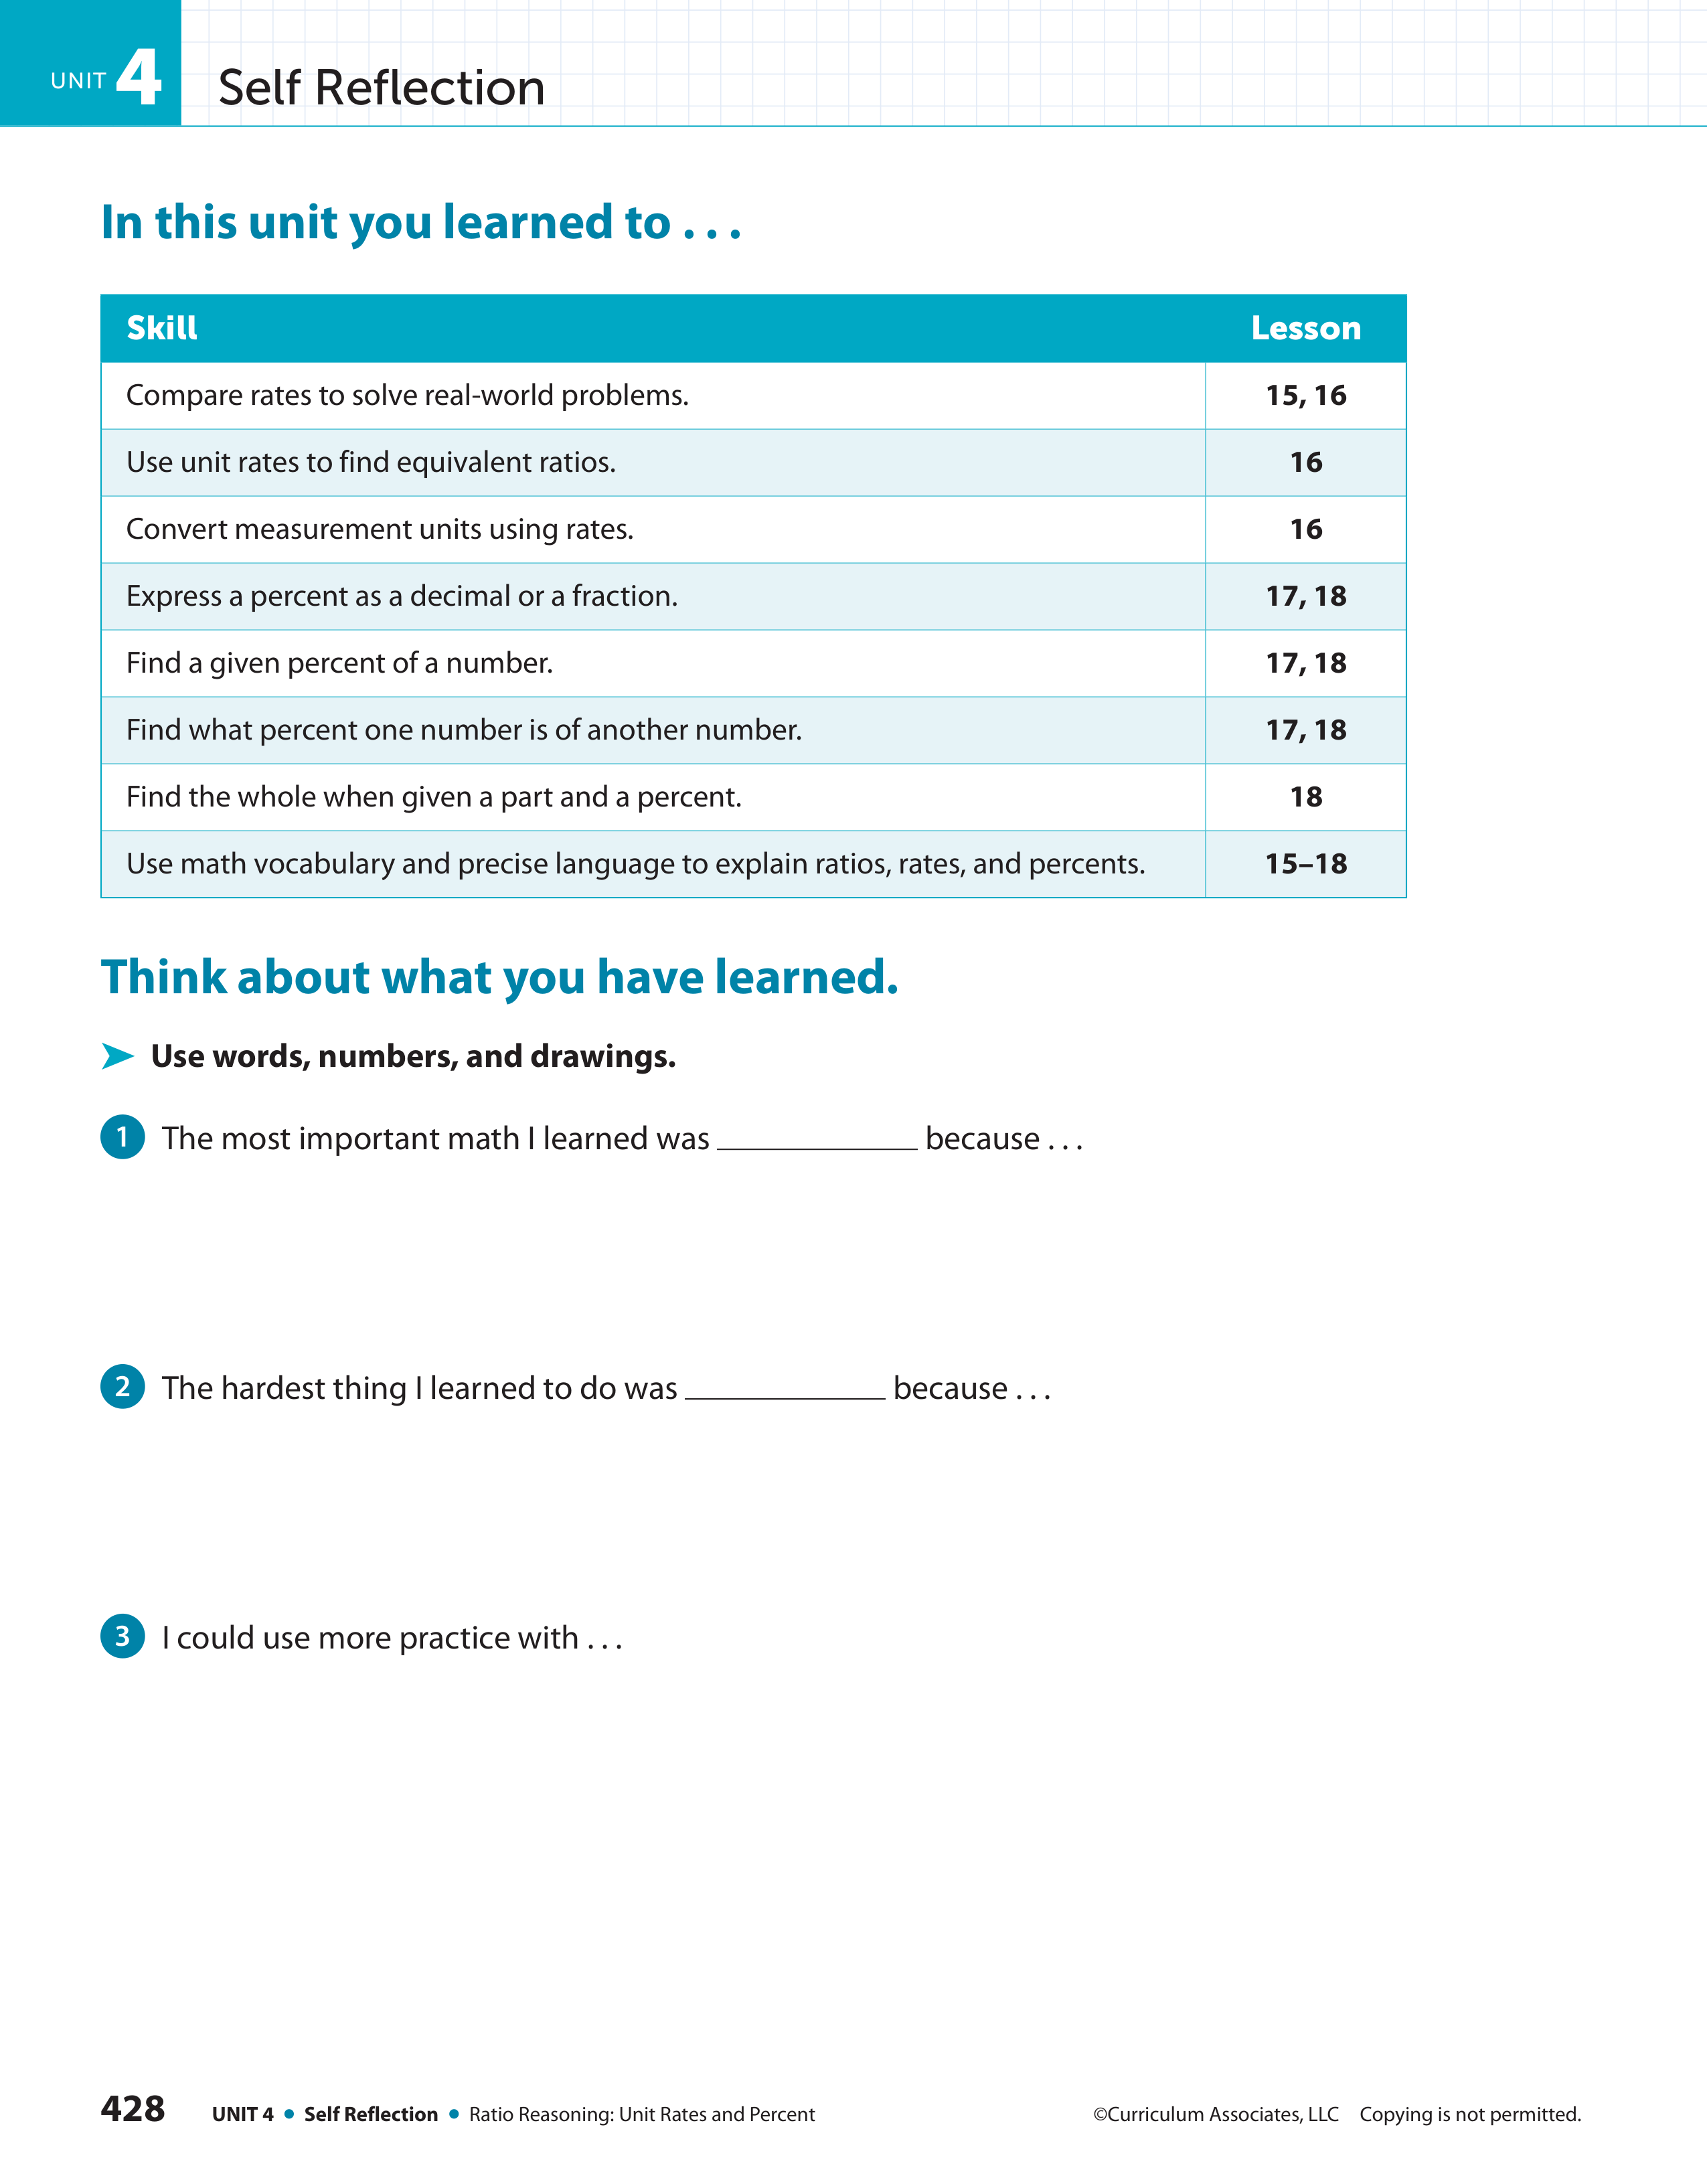 UNIT 4 Self Reflection
In this unit you learned to . . .
Skill Lesson
Compare rates to solve real-world problems. 15, 16
Use unit rates to find equivalent ratios. 16
Convert measurement units using rates. 16
Express a percent as a decimal or a fraction. 17, 18
Find a given percent of a number. 17, 18
Find what percent one number is of another number. 17, 18
Find the whole when given a part and a percent. 18
Use math vocabulary and precise language to explain ratios, rates, and percents. 15–18
Think about what you have learned.
➤ Use words, numbers, and drawings.
1 The most important math I learned was ____________ because . . .
2 The hardest thing I learned to do was ____________ because . . .
3 I could use more practice with . . .
428 UNIT 4 • Self Reflection • Ratio Reasoning: Unit Rates and Percent ©Curriculum Associates, LLC Copying is not permitted.